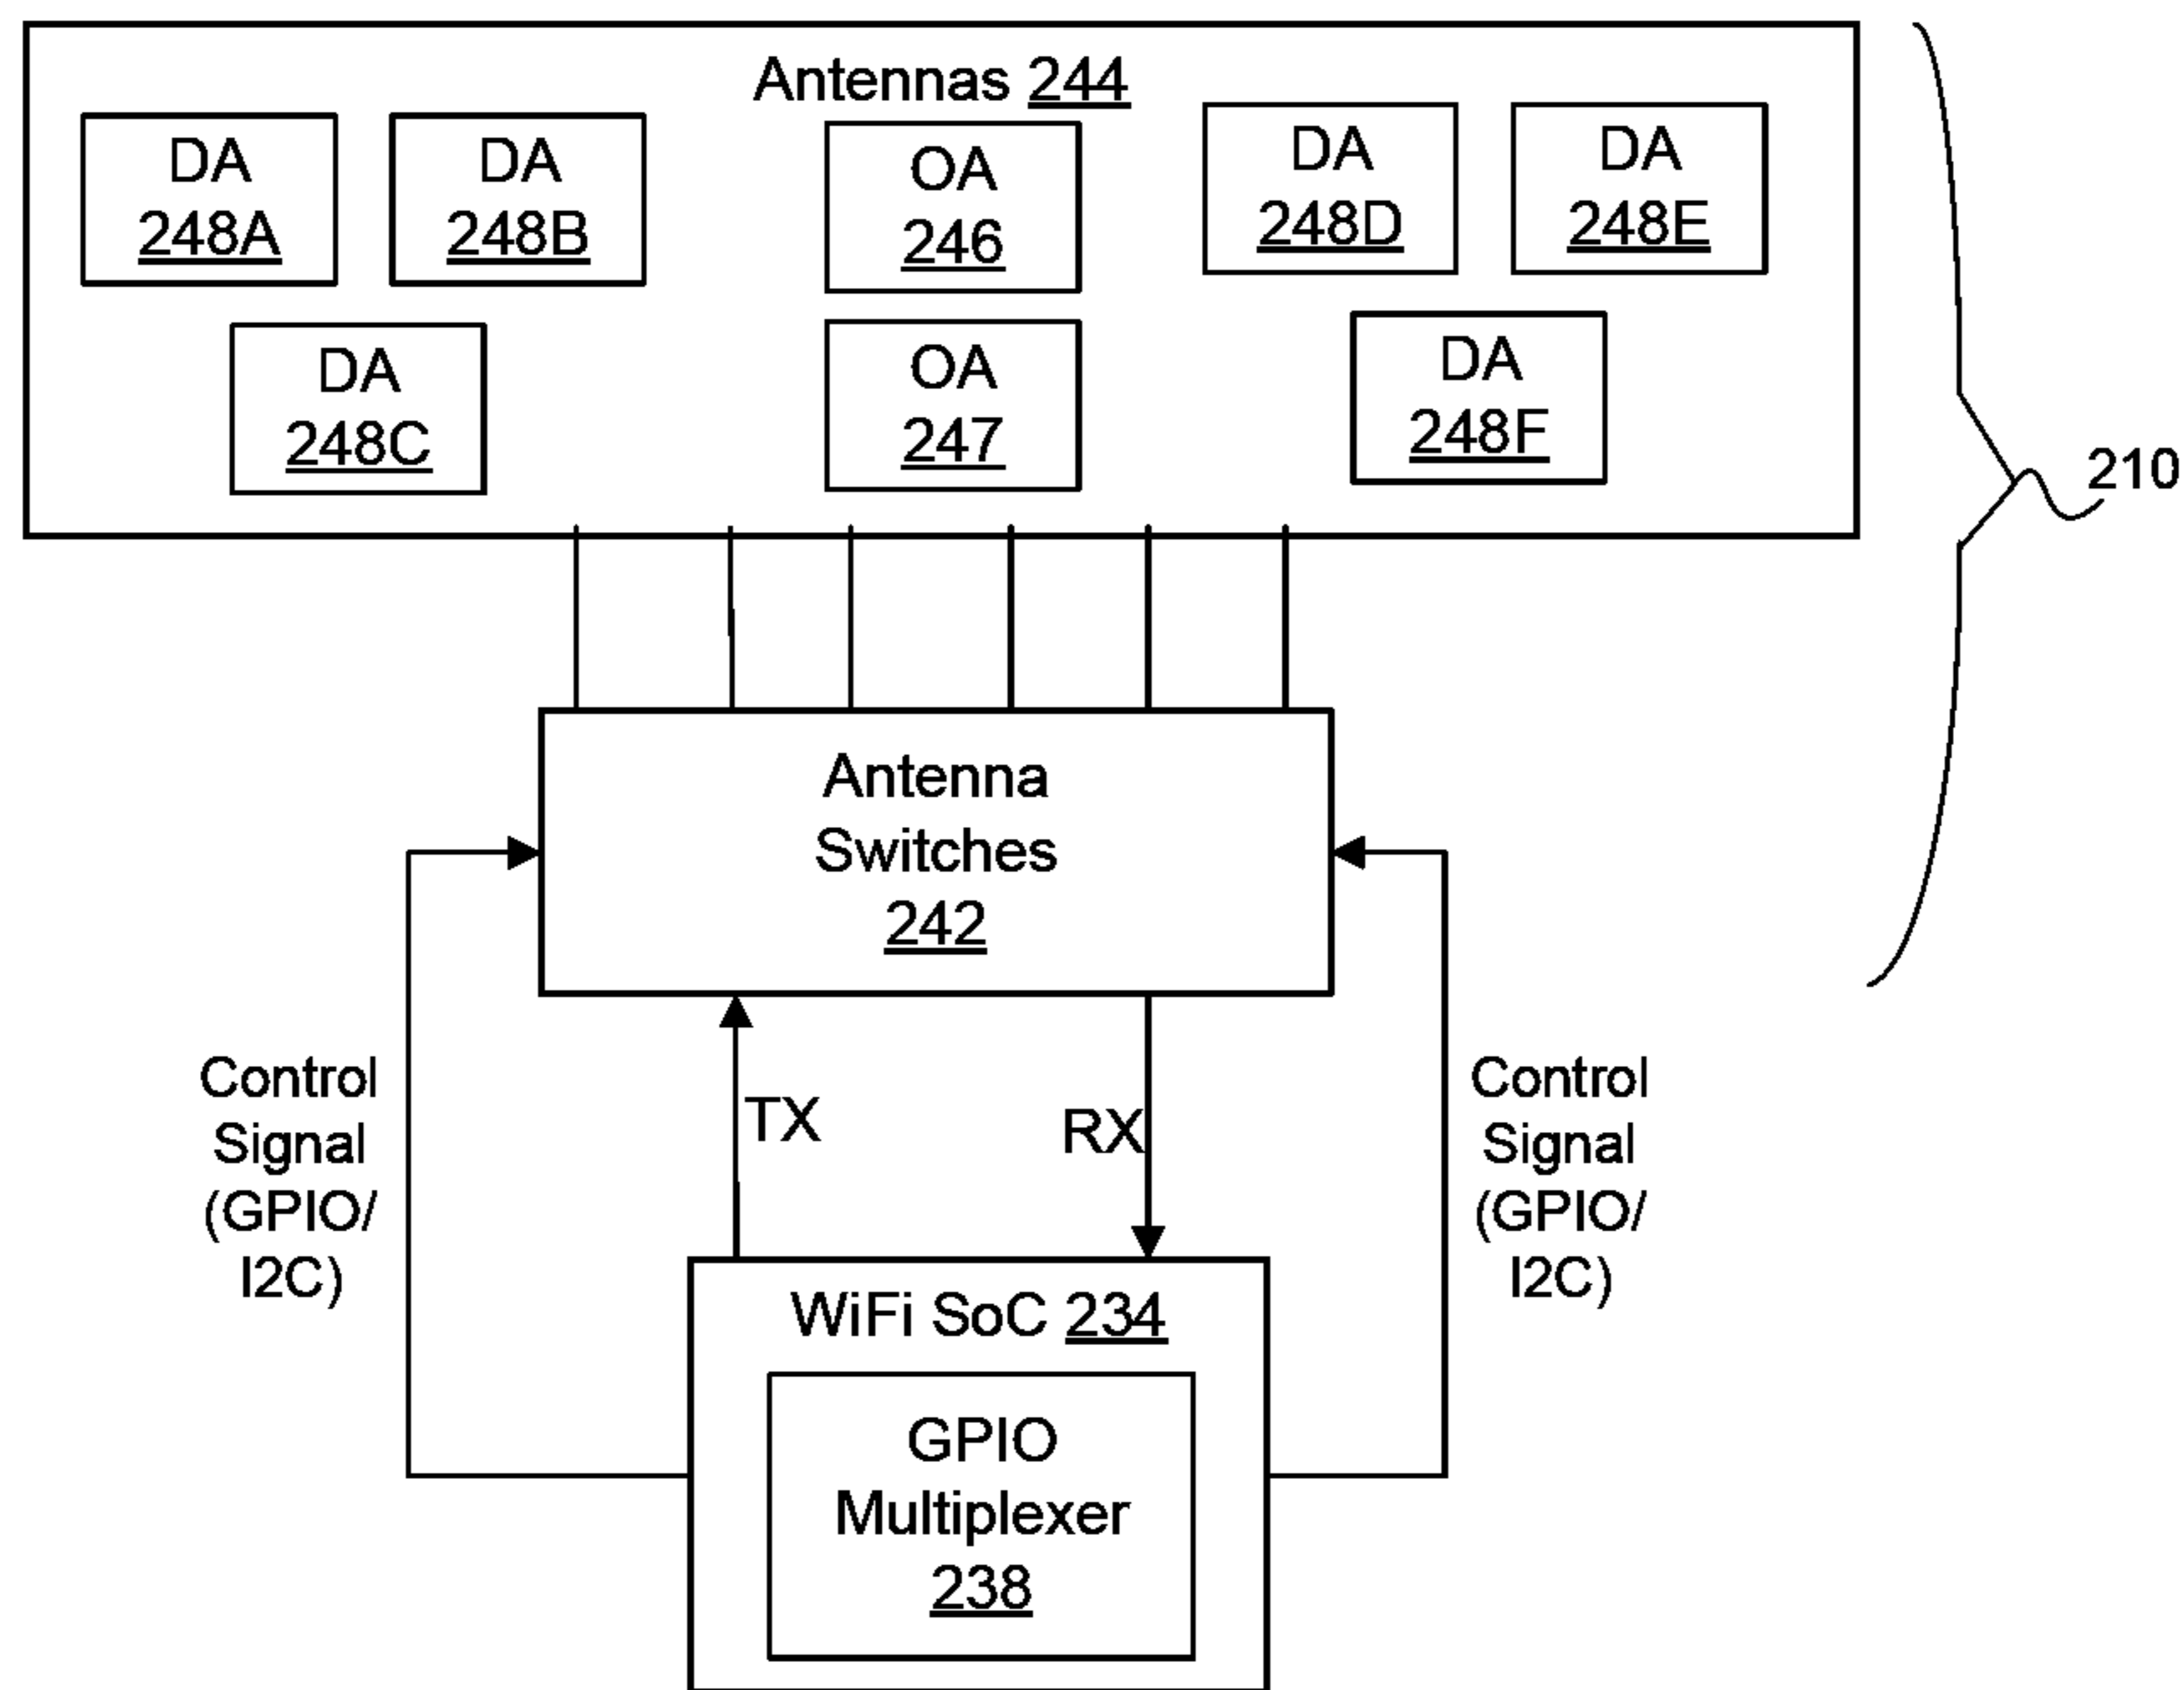 Antennas 244
DA
248A
DA
248B
OA
246
DA
248D
DA
248E
DA
248C
OA
247
DA
248F
210
Antenna
Switches
242
Control
Signal
(GPIO/
I2C)
TX
RX
Control
Signal
(GPIO/
I2C)
WiFi SoC 234
GPIO
Multiplexer
238